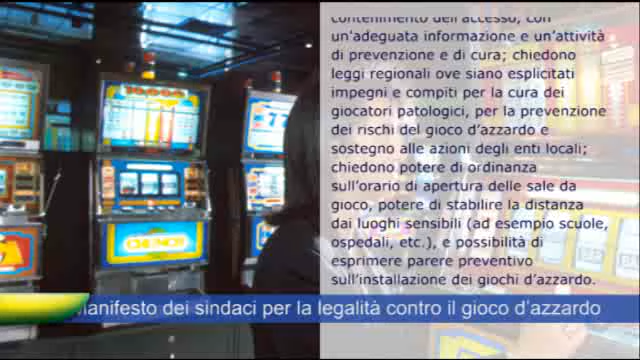 contenimento dell'accesso, con
un'adeguata informazione e un'attività
di prevenzione e di cura; chiedono
leggi regionali ove siano esplicitati
impegni e compiti per la cura dei
giocatori patologici, per la prevenzione
dei rischi del gioco d'azzardo e
sostegno alle azioni degli enti locali;
chiedono potere di ordinanza
sull'orario di apertura delle sale da
gioco, potere di stabilire la distanza
dai luoghi sensibili (ad esempio scuole,
ospedali, etc.), e possibilità di
esprimere parere preventivo
sull'installazione dei giochi d'azzardo.
Manifesto dei sindaci per la legalità contro il gioco d'azzardo
10,000